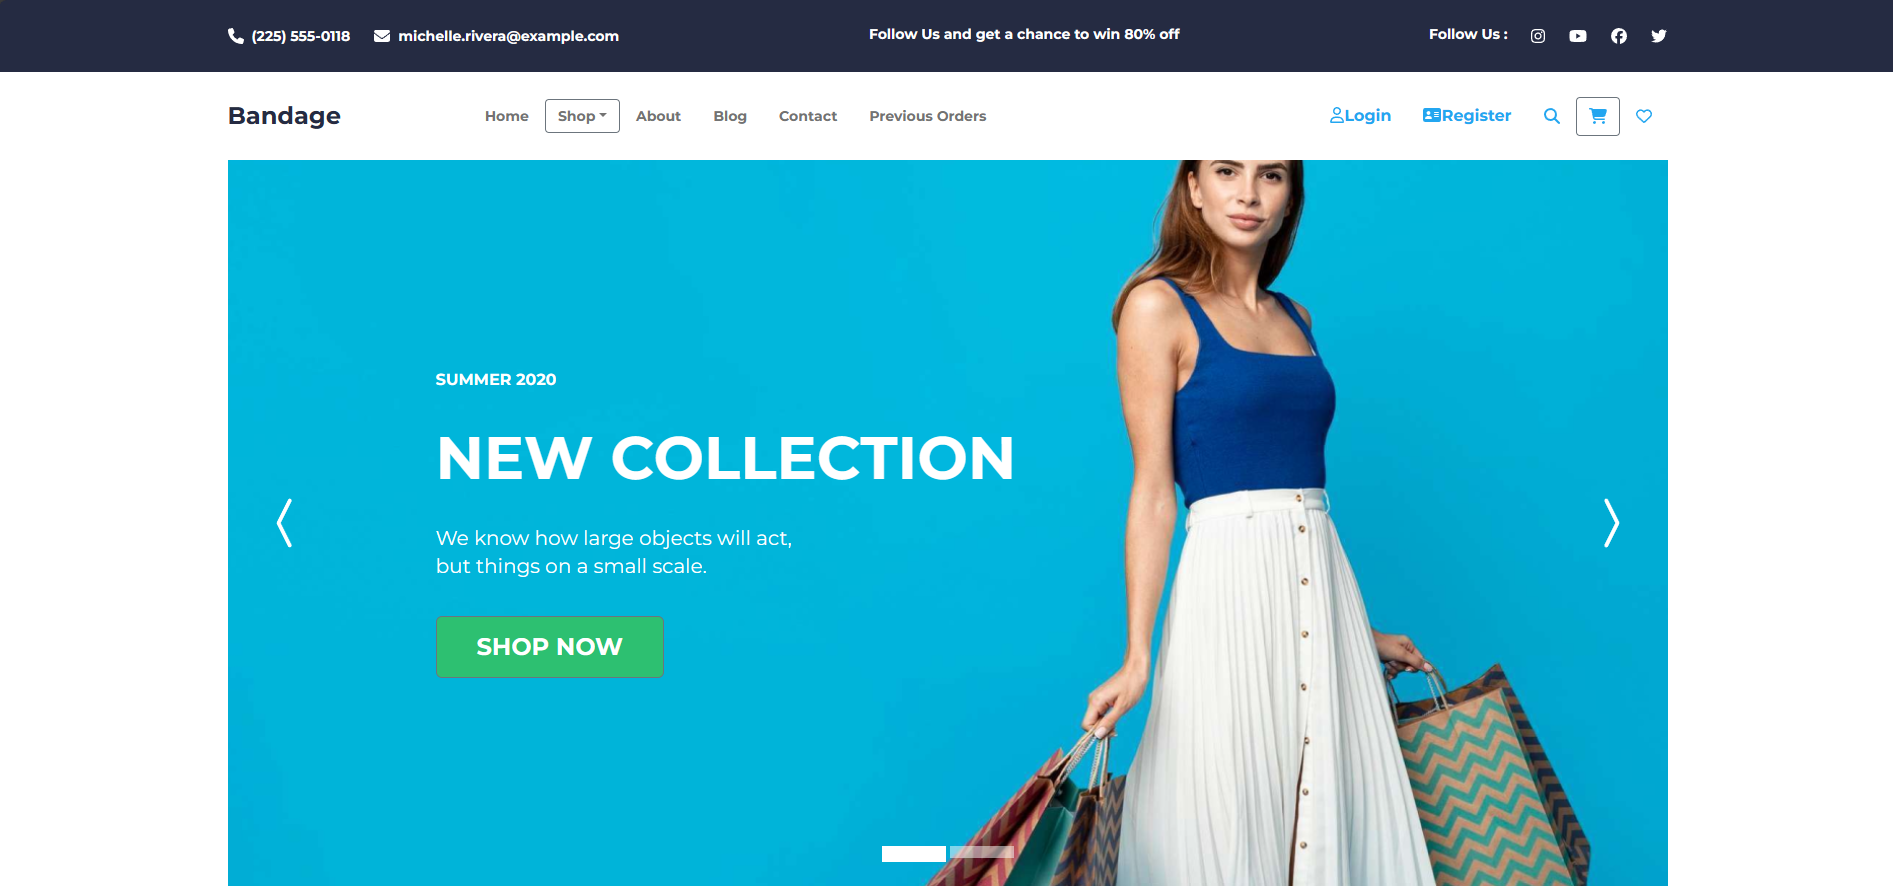 (225) 555-0118 michelle.rivera@example.com Follow Us and get a chance to win 80% off Follow Us :
Bandage Home Shop About Blog Contact Previous Orders Login Register
SUMMER 2020
NEW COLLECTION
We know how large objects will act,
but things on a small scale.
SHOP NOW